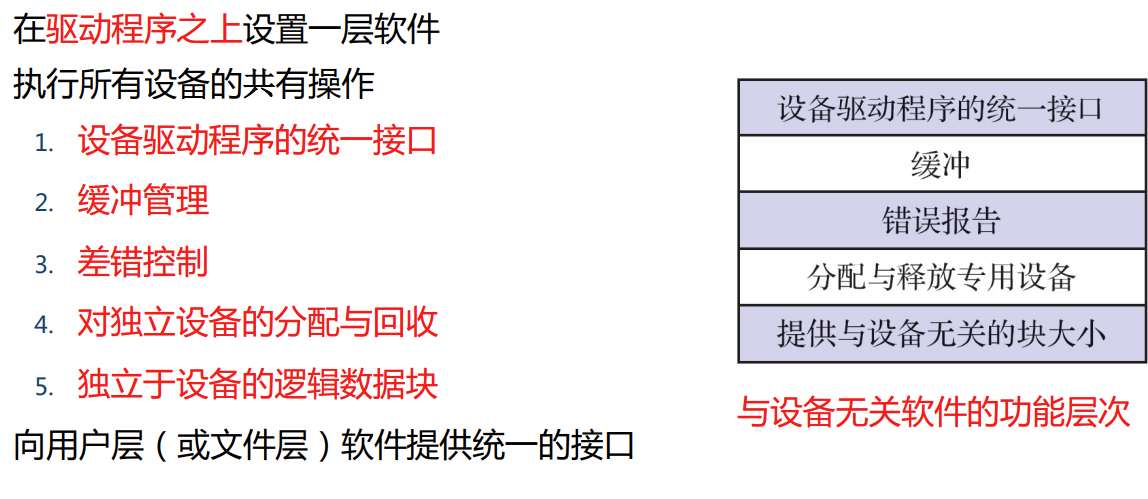 在驱动程序之上设置一层软件
执行所有设备的共有操作
1. 设备驱动程序的统一接口
2. 缓冲管理
3. 差错控制
4. 对独立设备的分配与回收
5. 独立于设备的逻辑数据块
向用户层（或文件层）软件提供统一的接口
设备驱动程序的统一接口
缓冲
错误报告
分配与释放专用设备
提供与设备无关的块大小
与设备无关软件的功能层次